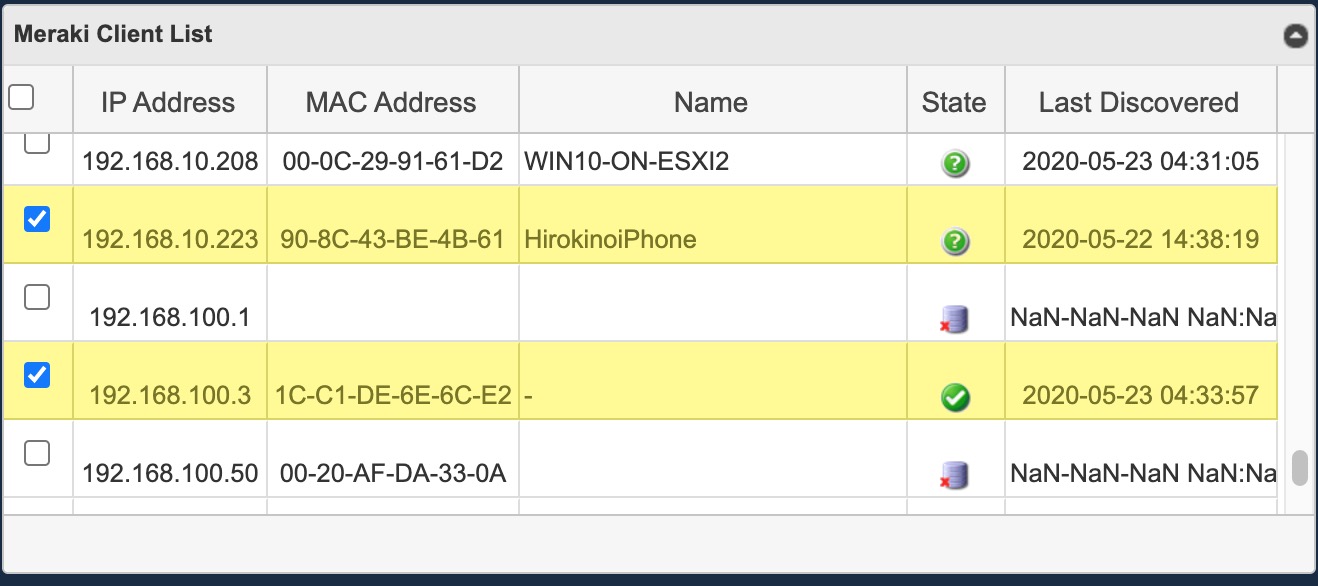 Meraki Client List
IP Address MAC Address Name State Last Discovered
192.168.10.208 00-0C-29-91-61-D2 WIN10-ON-ESXI2 ? 2020-05-23 04:31:05
192.168.10.223 90-8C-43-BE-4B-61 HirokinoiPhone ? 2020-05-22 14:38:19
192.168.100.1 NaN-NaN-NaN NaN:Na
192.168.100.3 1C-C1-DE-6E-6C-E2 - 2020-05-23 04:33:57
192.168.100.50 00-20-AF-DA-33-0A NaN-NaN-NaN NaN:Na